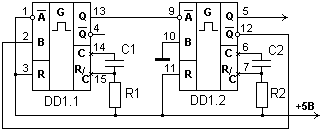 1 A G Q 13 9 A G Q 5
2 B Q 4 10 B Q 12
C 14 C1 C 6 C2
3 R R/C 15 R1 11 R R/C 7 R2
DD1.1 DD1.2 +5B